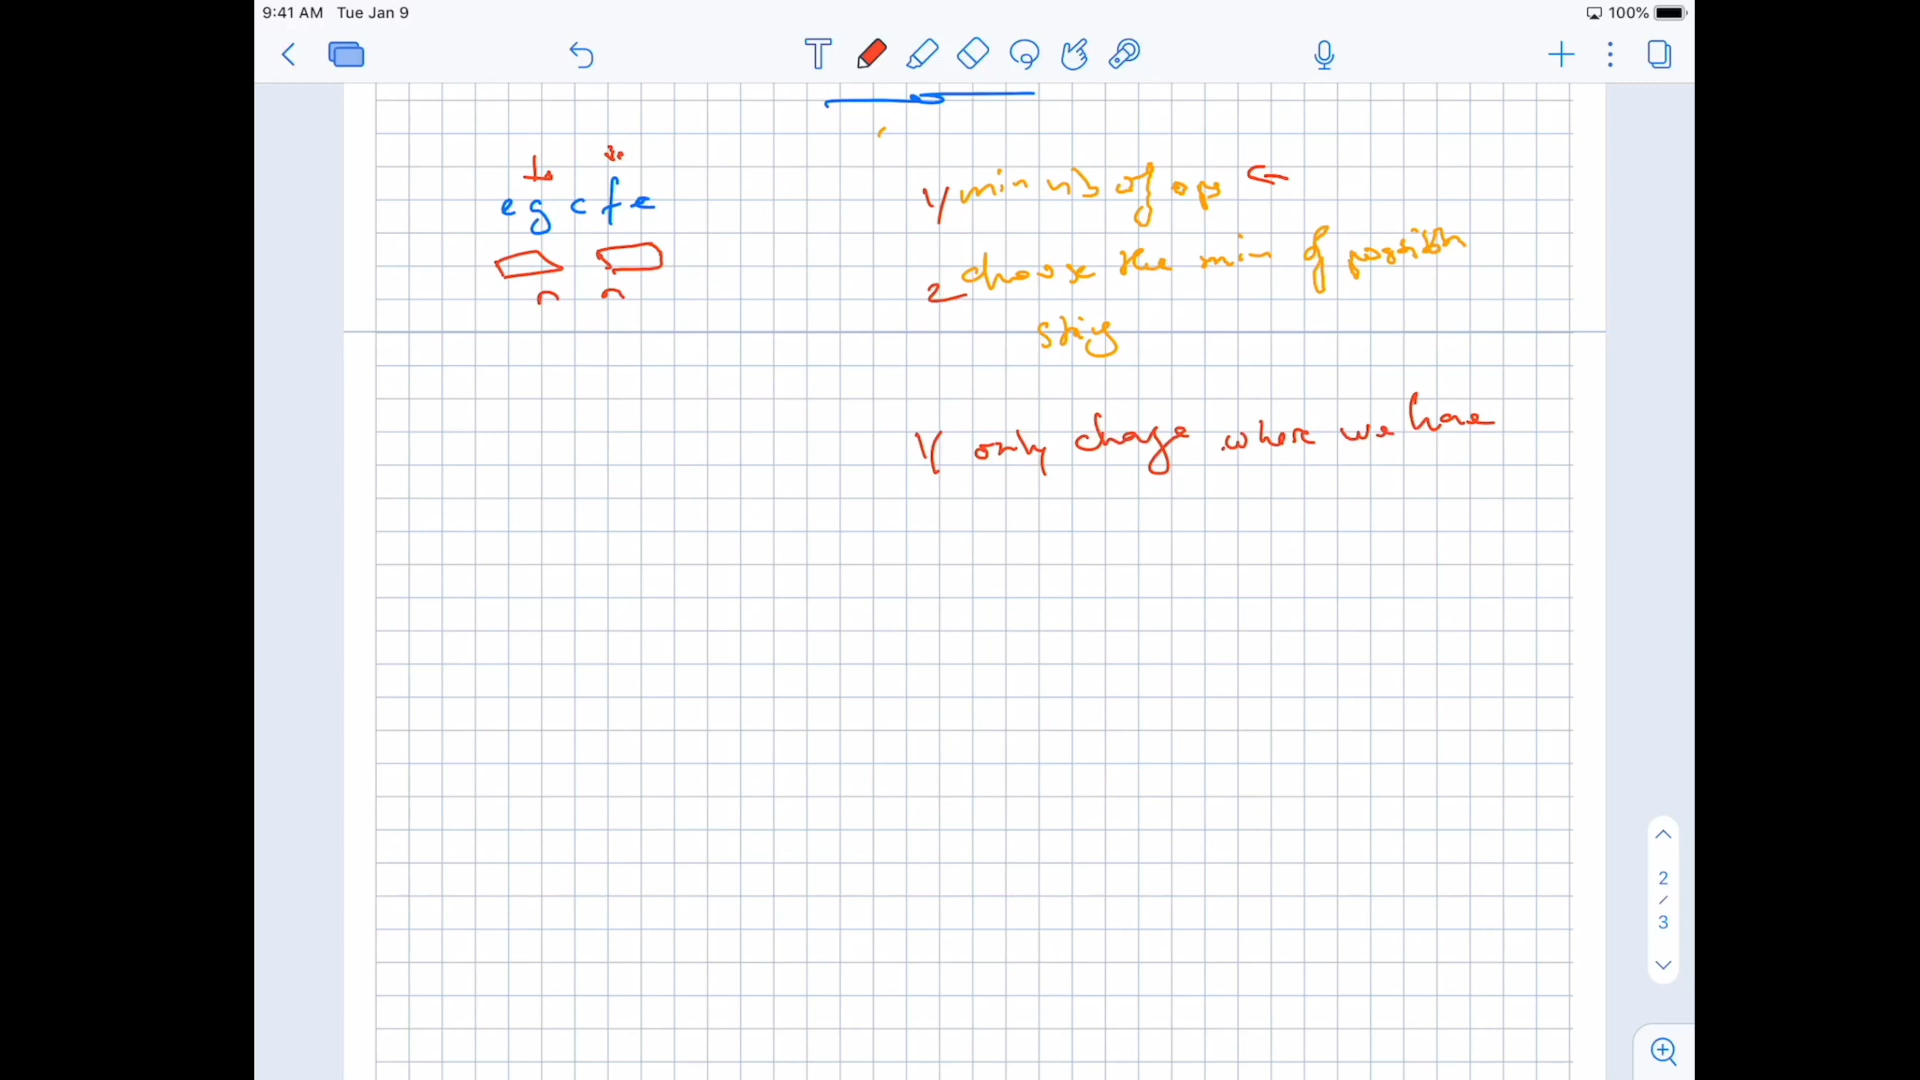 9:41 AM Tue Jan 9
100%
e g c f e
1/ min nb of ops ←
2 choose the min of possible
string
1/ only change where we have
2
/
3